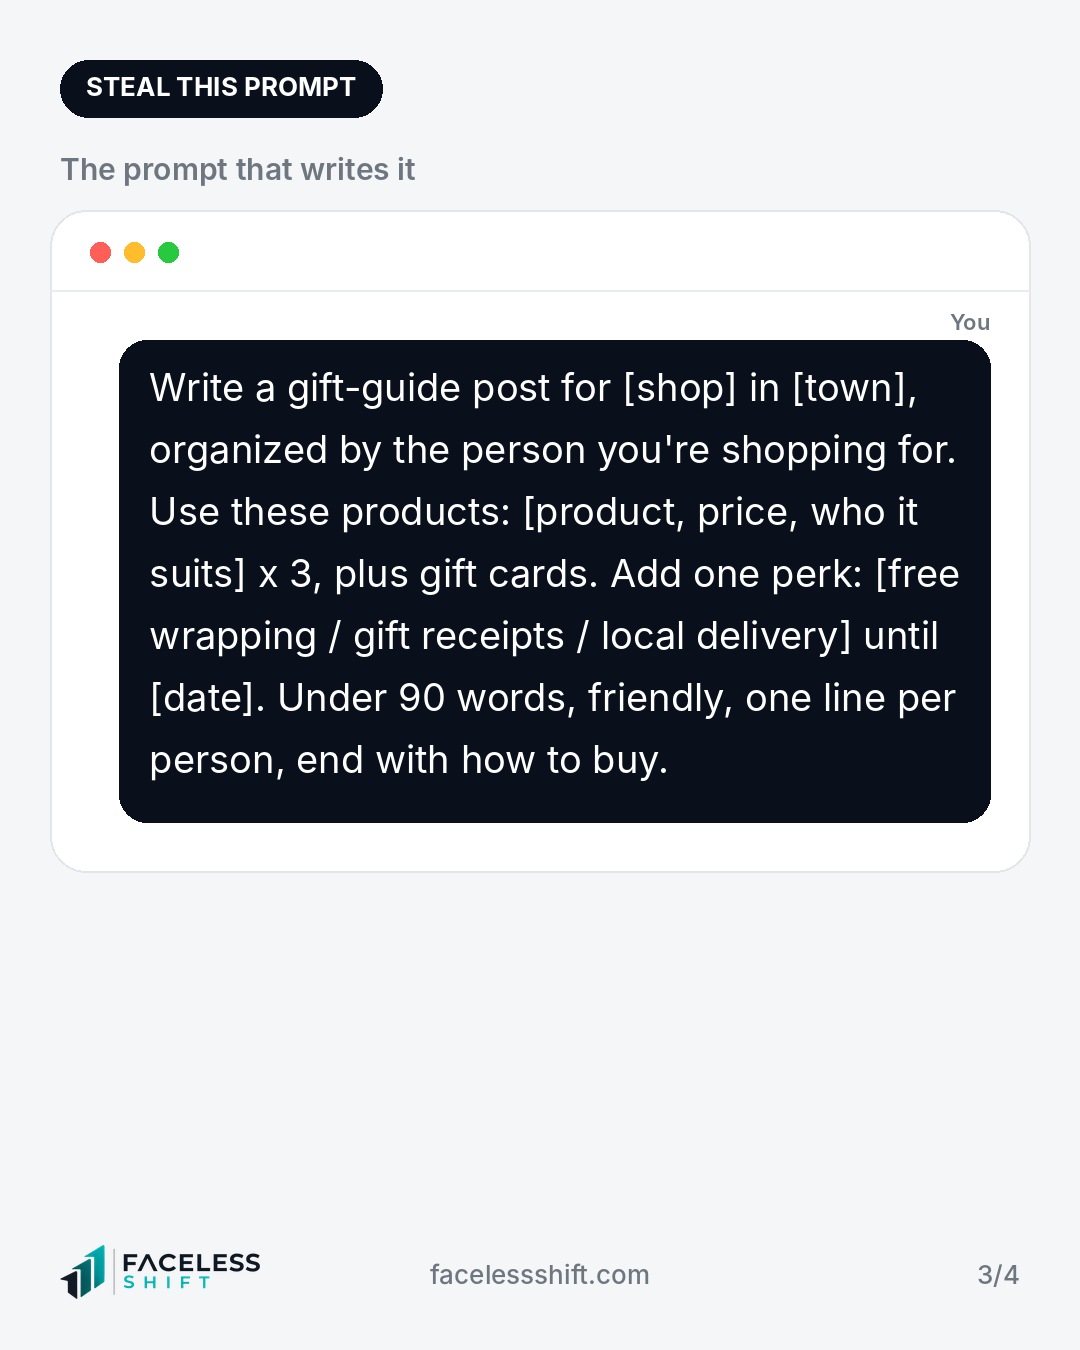 STEAL THIS PROMPT
The prompt that writes it
You
Write a gift-guide post for [shop] in [town],
organized by the person you're shopping for.
Use these products: [product, price, who it
suits] x 3, plus gift cards. Add one perk: [free
wrapping / gift receipts / local delivery] until
[date]. Under 90 words, friendly, one line per
person, end with how to buy.
FACELESS
SHIFT
facelessshift.com
3/4